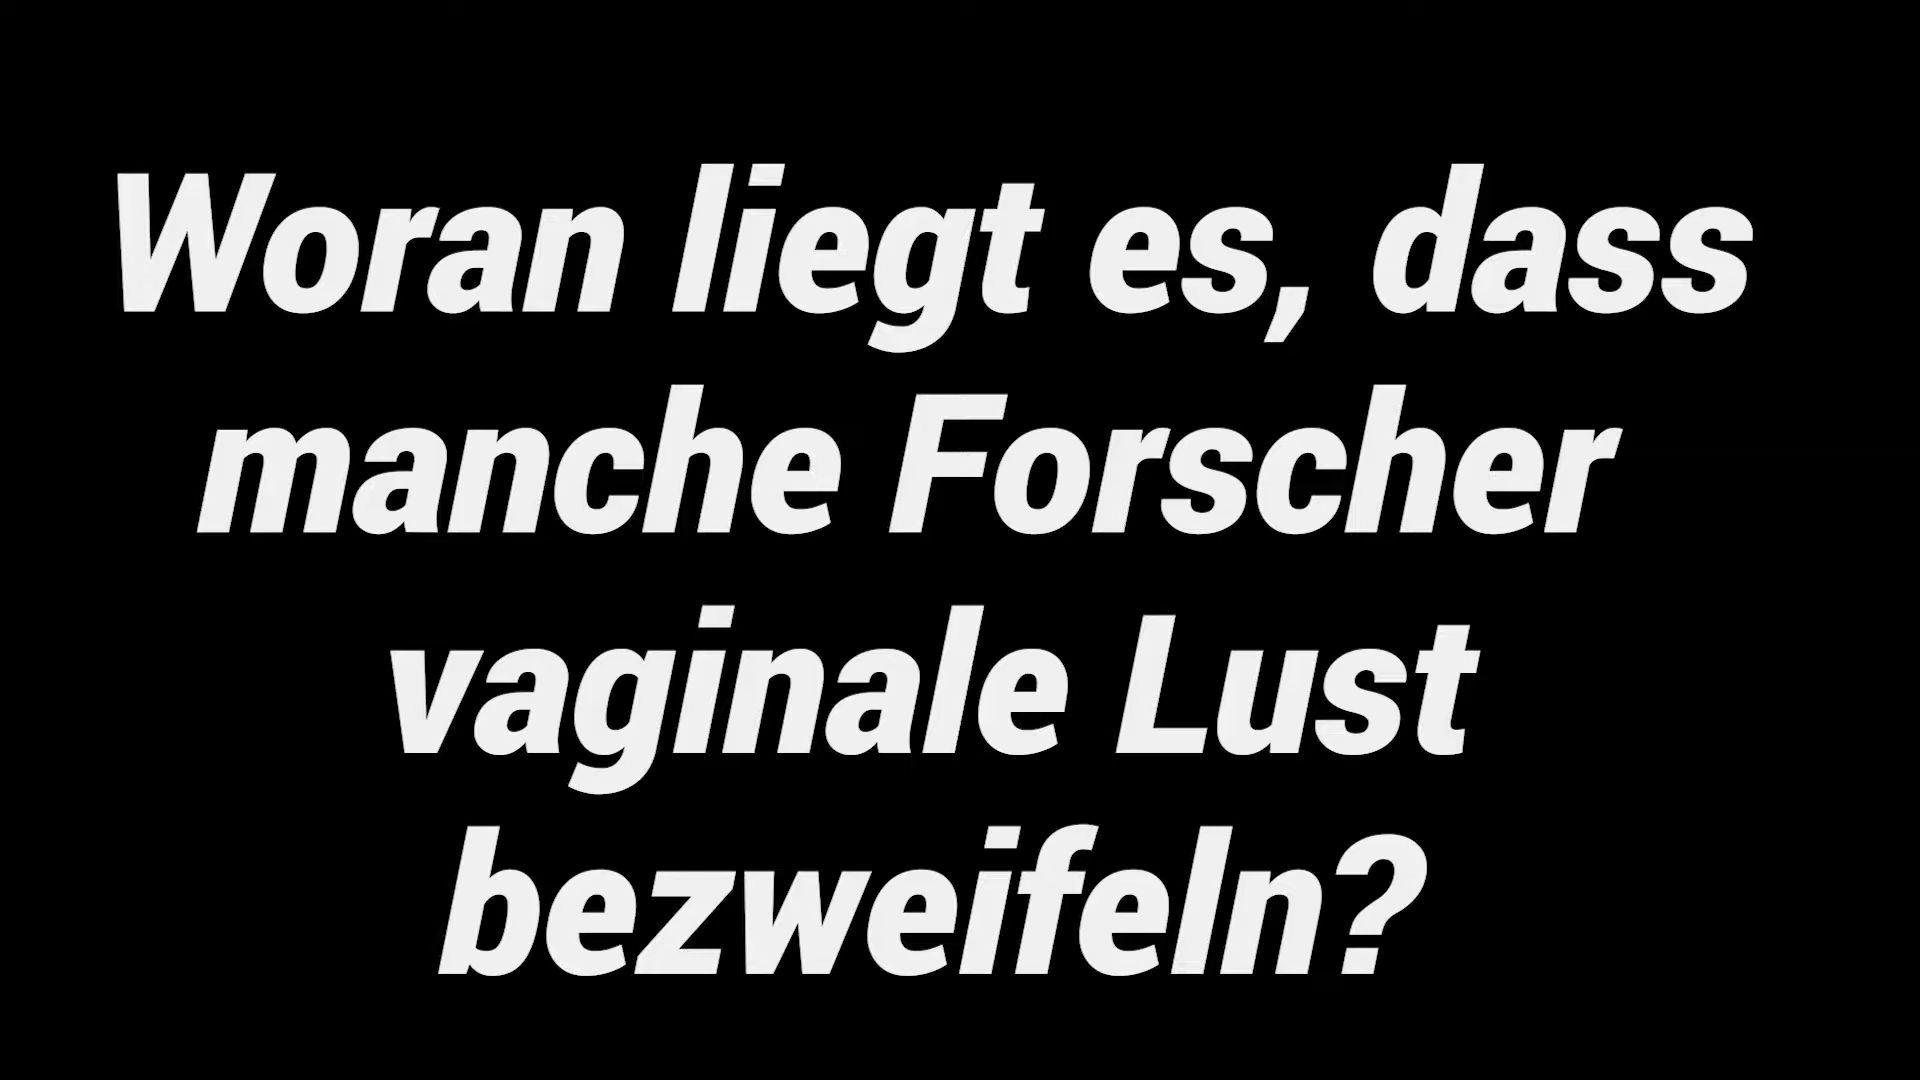 Woran liegt es, dass
manche Forscher
vaginale Lust
bezweifeln?